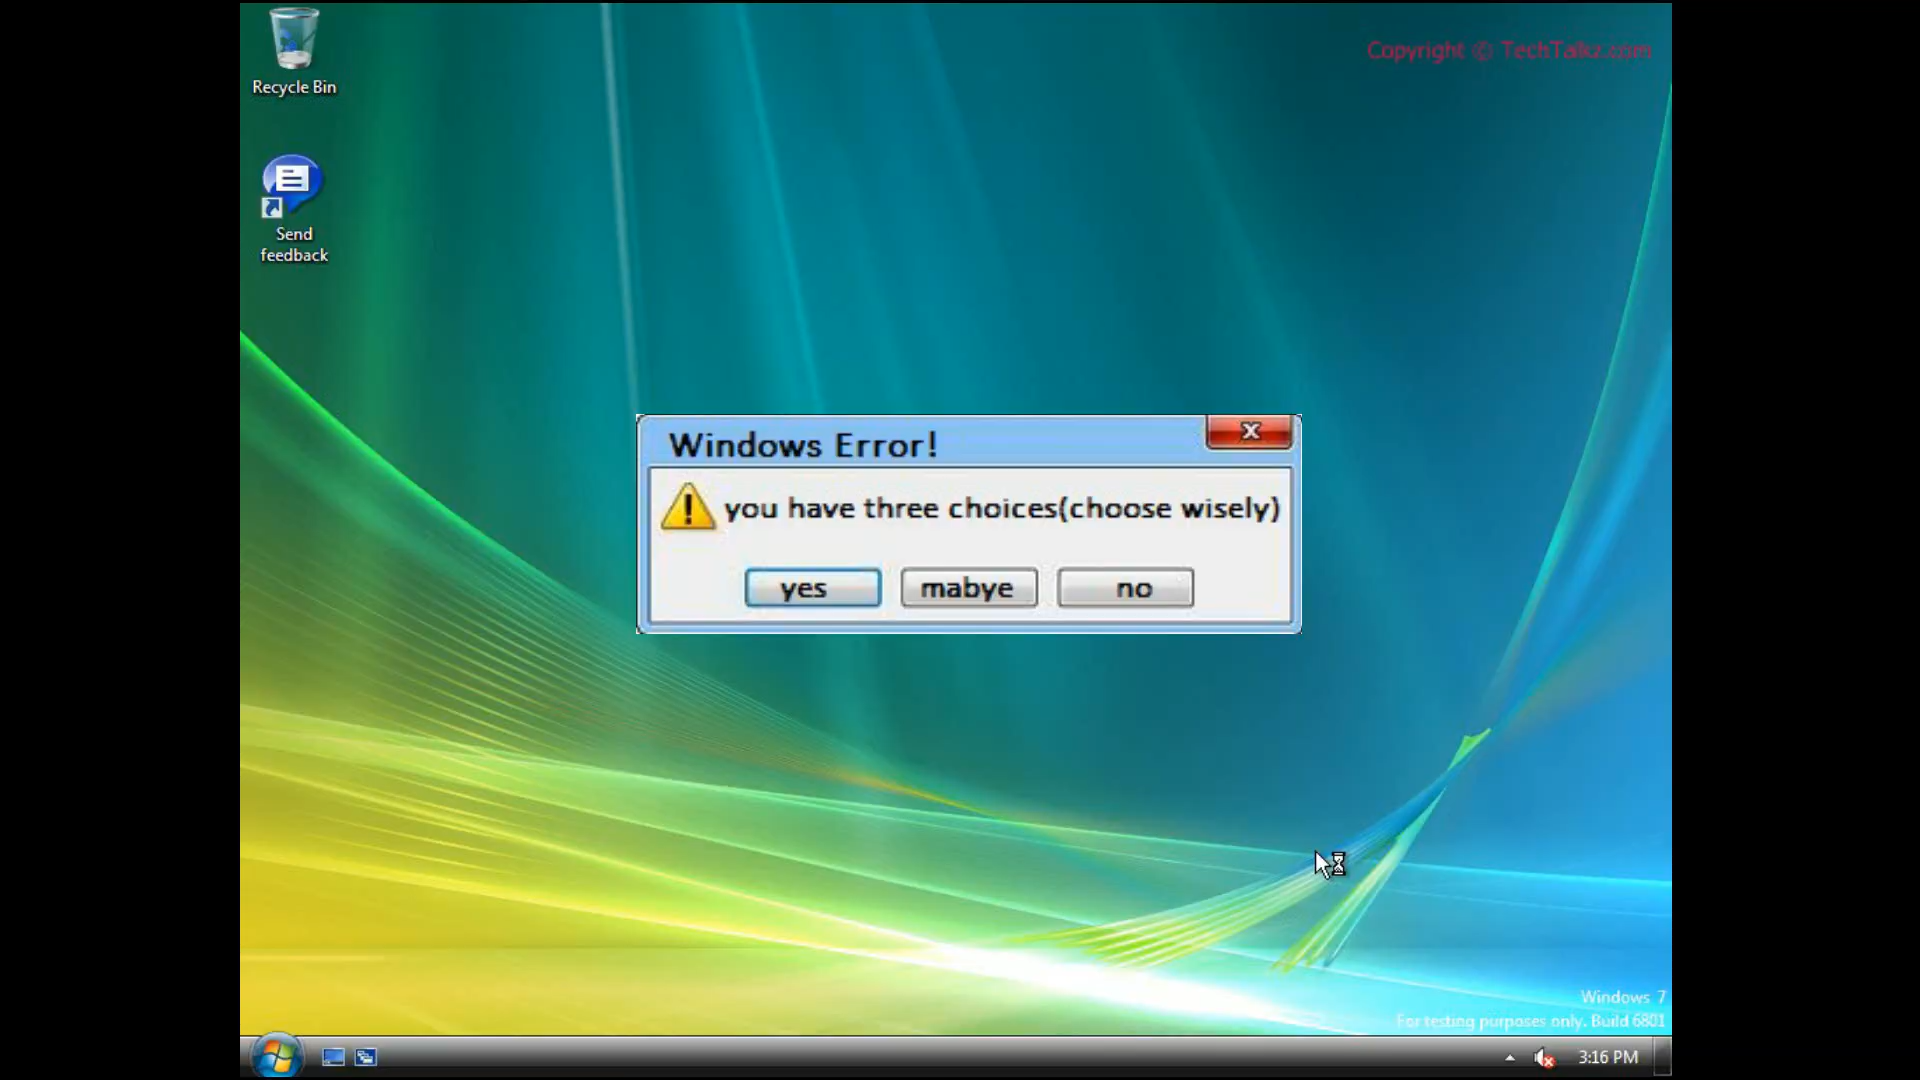 Recycle Bin
Copyright © TechTalkz.com
Send
feedback
Windows Error!
you have three choices(choose wisely)
yes mabye no
Windows 7
For testing purposes only. Build 6801
3:16 PM